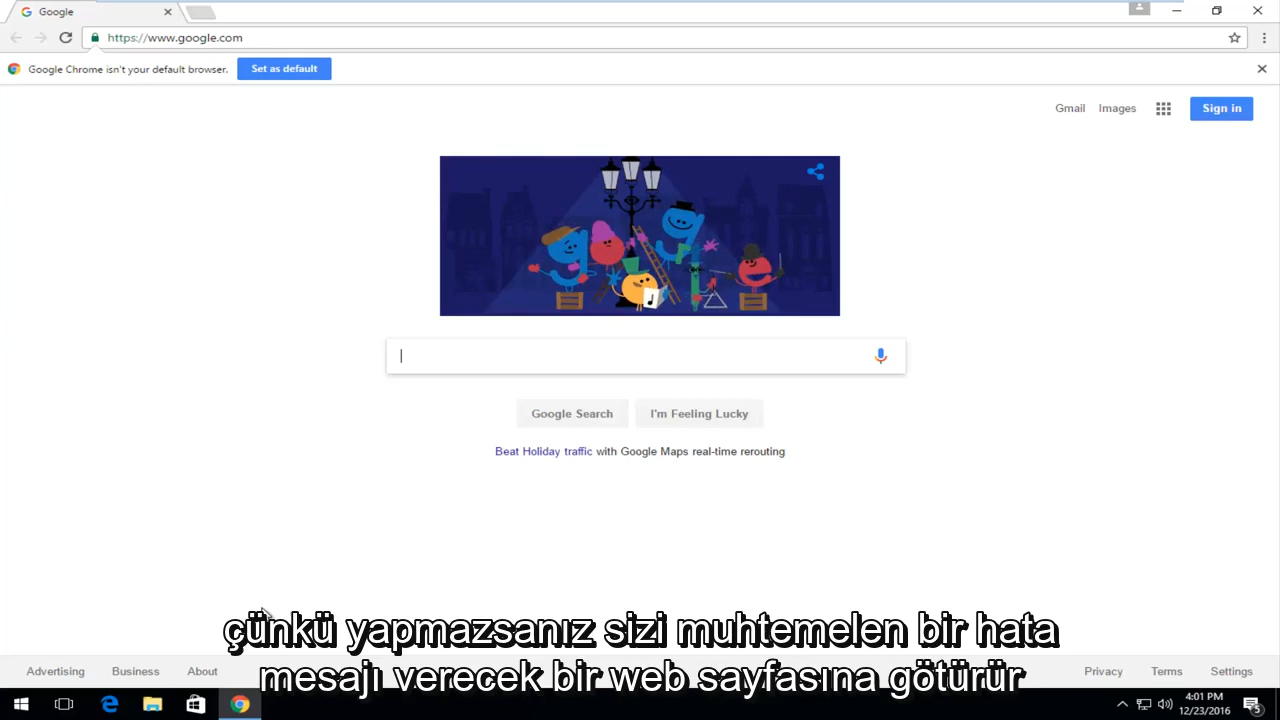 Google
https://www.google.com
Google Chrome isn't your default browser. Set as default
Gmail Images Sign in
Google Search I'm Feeling Lucky
Beat Holiday traffic with Google Maps real-time rerouting
çünkü yapmazsanız sizi muhtemelen bir hata
mesajı verecek bir web sayfasına götürür
Advertising Business About Privacy Terms Settings
4:01 PM
12/23/2016
5